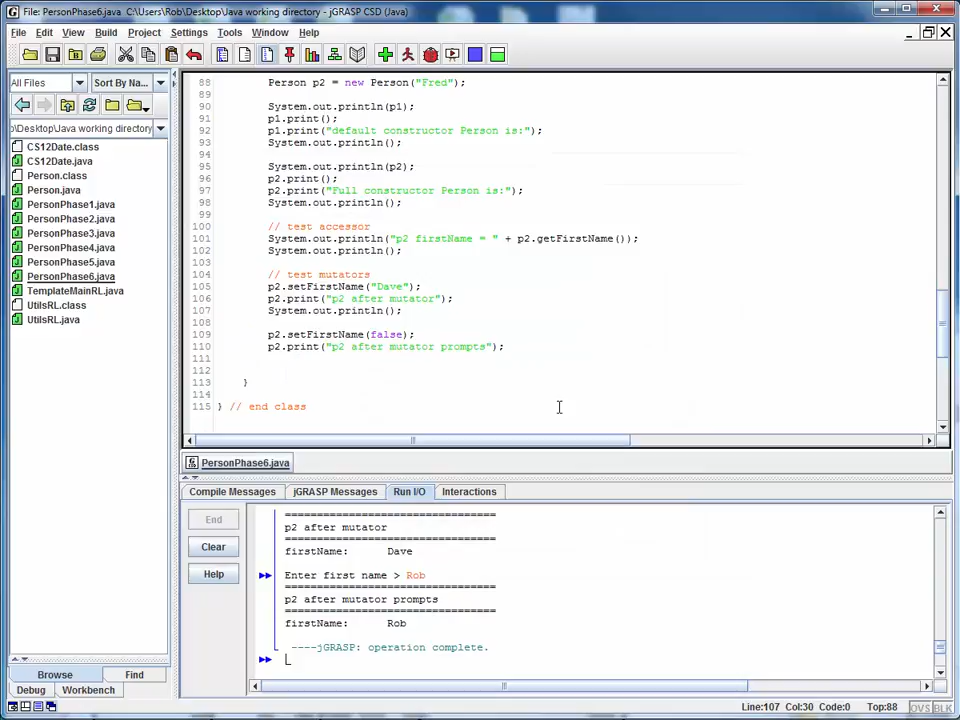 File: PersonPhase6.java  C:\Users\Rob\Desktop\Java working directory - jGRASP CSD (Java)
File Edit View Build Project Settings Tools Window Help
All Files Sort By Na...
o\Desktop\Java working directory
CS12Date.class
CS12Date.java
Person.class
Person.java
PersonPhase1.java
PersonPhase2.java
PersonPhase3.java
PersonPhase4.java
PersonPhase5.java
PersonPhase6.java
TemplateMainRL.java
UtilsRL.class
UtilsRL.java
Browse Find
Debug Workbench
88 Person p2 = new Person("Fred");
89
90 System.out.println(p1);
91 p1.print();
92 p1.print("default constructor Person is:");
93 System.out.println();
94
95 System.out.println(p2);
96 p2.print();
97 p2.print("Full constructor Person is:");
98 System.out.println();
99
100 // test accessor
101 System.out.println("p2 firstName = " + p2.getFirstName());
102 System.out.println();
103
104 // test mutators
105 p2.setFirstName("Dave");
106 p2.print("p2 after mutator");
107 System.out.println();
108
109 p2.setFirstName(false);
110 p2.print("p2 after mutator prompts");
111
112
113 }
114
115 } // end class
PersonPhase6.java
Compile Messages jGRASP Messages Run I/O Interactions
End
Clear
Help
=================================
p2 after mutator
=================================
firstName: Dave
Enter first name > Rob
=================================
p2 after mutator prompts
=================================
firstName: Rob
----jGRASP: operation complete.
Line:107 Col:30 Code:0 Top:88 OVS BLK